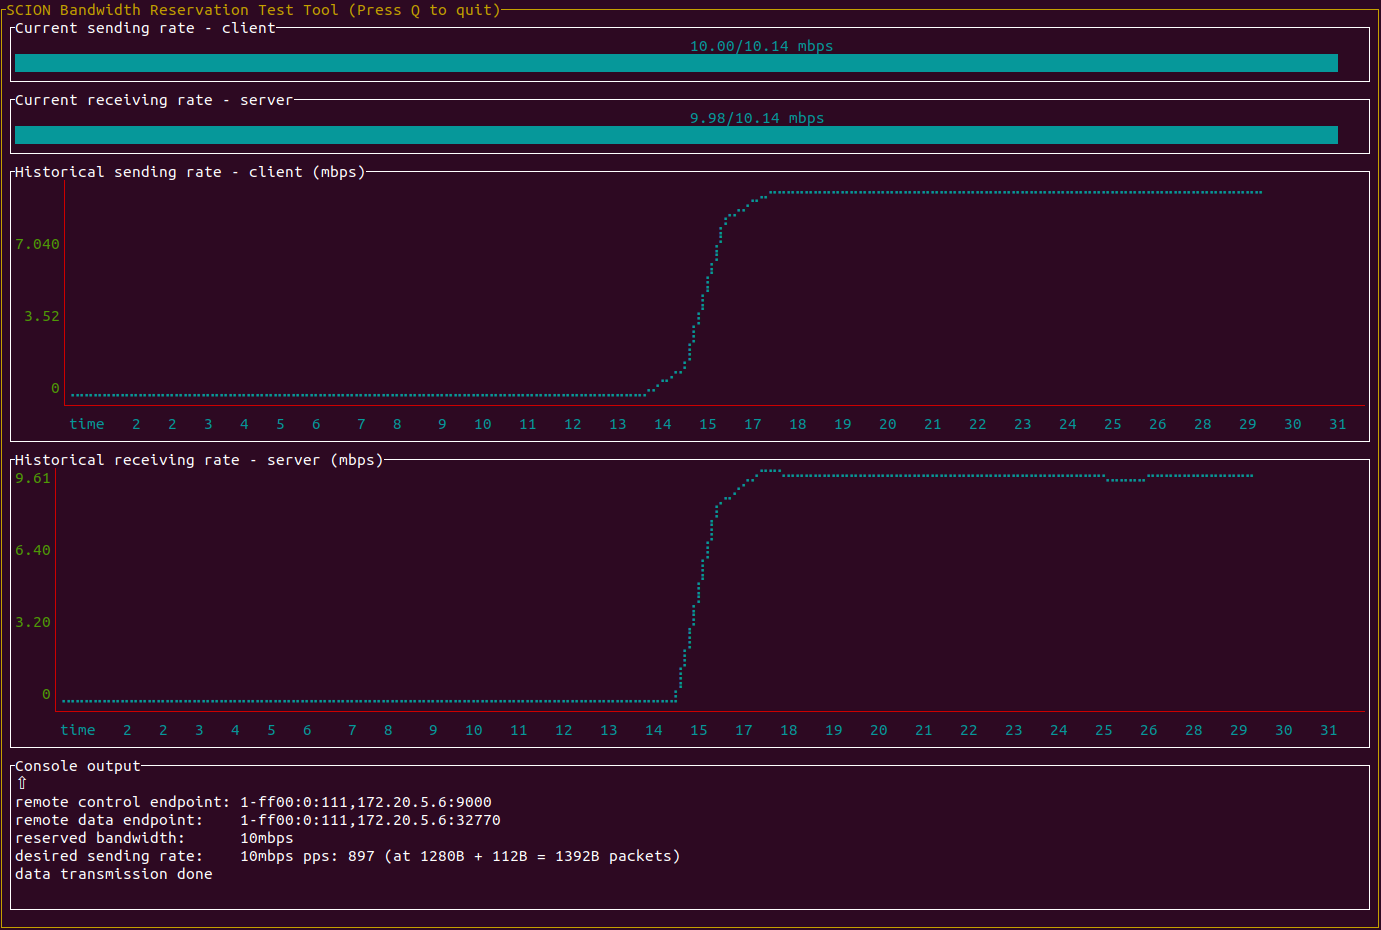 SCION Bandwidth Reservation Test Tool (Press Q to quit)
Current sending rate - client
10.00/10.14 mbps
Current receiving rate - server
9.98/10.14 mbps
Historical sending rate - client (mbps)
7.040
3.52
0
time 2 2 3 4 5 6 7 8 9 10 11 12 13 14 15 17 18 19 20 21 22 23 24 25 26 28 29 30 31
Historical receiving rate - server (mbps)
9.61
6.40
3.20
0
time 2 2 3 4 5 6 7 8 9 10 11 12 13 14 15 17 18 19 20 21 22 23 24 25 26 28 29 30 31
Console output
⇧
remote control endpoint: 1-ff00:0:111,172.20.5.6:9000
remote data endpoint: 1-ff00:0:111,172.20.5.6:32770
reserved bandwidth: 10mbps
desired sending rate: 10mbps pps: 897 (at 1280B + 112B = 1392B packets)
data transmission done